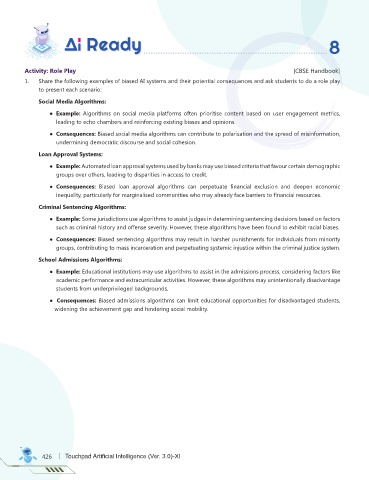 Ai Ready
8
Activity: Role Play [CBSE Handbook]
1. Share the following examples of biased AI systems and their potential consequences and ask students to do a role play
to present each scenario:
Social Media Algorithms:
● Example: Algorithms on social media platforms often prioritise content based on user engagement metrics,
leading to echo chambers and reinforcing existing biases and opinions.
● Consequences: Biased social media algorithms can contribute to polarisation and the spread of misinformation,
undermining democratic discourse and social cohesion.
Loan Approval Systems:
● Example: Automated loan approval systems used by banks may use biased criteria that favour certain demographic
groups over others, leading to disparities in access to credit.
● Consequences: Biased loan approval algorithms can perpetuate financial exclusion and deepen economic
inequality, particularly for marginalised communities who may already face barriers to financial resources.
Criminal Sentencing Algorithms:
● Example: Some jurisdictions use algorithms to assist judges in determining sentencing decisions based on factors
such as criminal history and offense severity. However, these algorithms have been found to exhibit racial biases.
● Consequences: Biased sentencing algorithms may result in harsher punishments for individuals from minority
groups, contributing to mass incarceration and perpetuating systemic injustice within the criminal justice system.
School Admissions Algorithms:
● Example: Educational institutions may use algorithms to assist in the admissions process, considering factors like
academic performance and extracurricular activities. However, these algorithms may unintentionally disadvantage
students from underprivileged backgrounds.
● Consequences: Biased admissions algorithms can limit educational opportunities for disadvantaged students,
widening the achievement gap and hindering social mobility.
426 | Touchpad Artificial Intelligence (Ver. 3.0)-XI